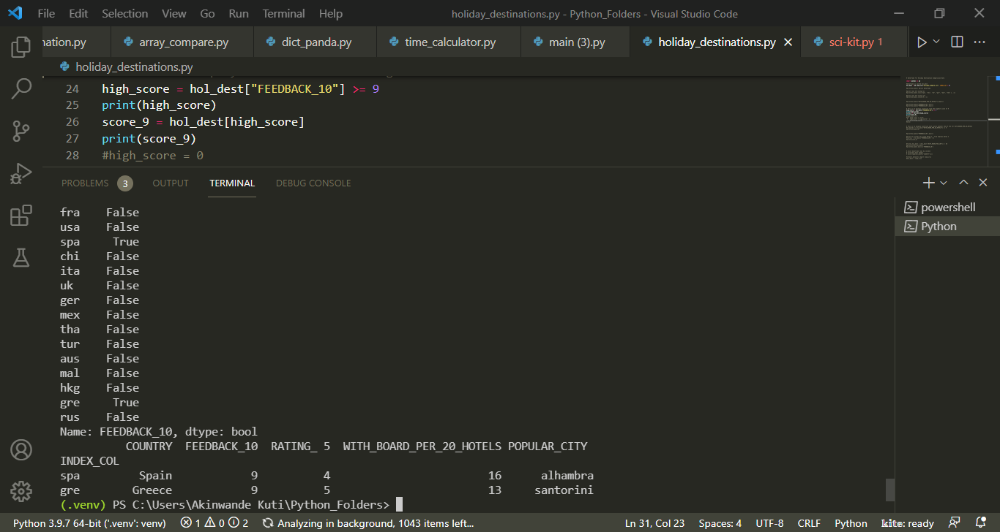 File Edit Selection View Go Run Terminal Help holiday_destinations.py - Python_Folders - Visual Studio Code
nation.py array_compare.py dict_panda.py time_calculator.py main (3).py holiday_destinations.py sci-kit.py 1
holiday_destinations.py
24 high_score = hol_dest["FEEDBACK_10"] >= 9
25 print(high_score)
26 score_9 = hol_dest[high_score]
27 print(score_9)
28 #high_score = 0
PROBLEMS 3 OUTPUT TERMINAL DEBUG CONSOLE
powershell
Python
fra False
usa False
spa True
chi False
ita False
uk False
ger False
mex False
tha False
tur False
aus False
mal False
hkg False
gre True
rus False
Name: FEEDBACK_10, dtype: bool
COUNTRY FEEDBACK_10 RATING_ 5 WITH_BOARD_PER_20_HOTELS POPULAR_CITY
INDEX_COL
spa Spain 9 4 16 alhambra
gre Greece 9 5 13 santorini
(.venv) PS C:\Users\Akinwande Kuti\Python_Folders>
Python 3.9.7 64-bit ('.venv': venv) 1 0 2 Analyzing in background, 1043 items left... Ln 31, Col 23 Spaces: 4 UTF-8 CRLF Python kite: ready